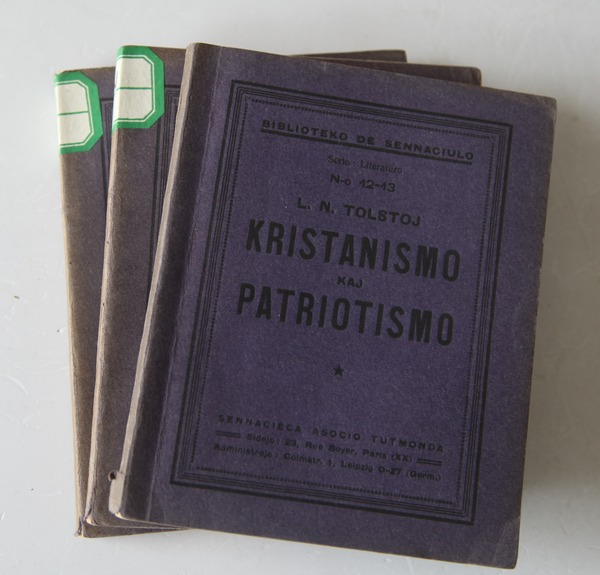 BIBLIOTEKO DE SENNACIULO
Serio: Literaturo
N-o 12-13
L. N. TOLSTOJ
KRISTANISMO
KAJ
PATRIOTISMO
SENNACIECA ASOCIO TUTMONDA
Sidejo: 23, Rue Boyer, Paris (XX)
Administrejo: Colmstr. 1, Leipzig O-27 (Germ.)